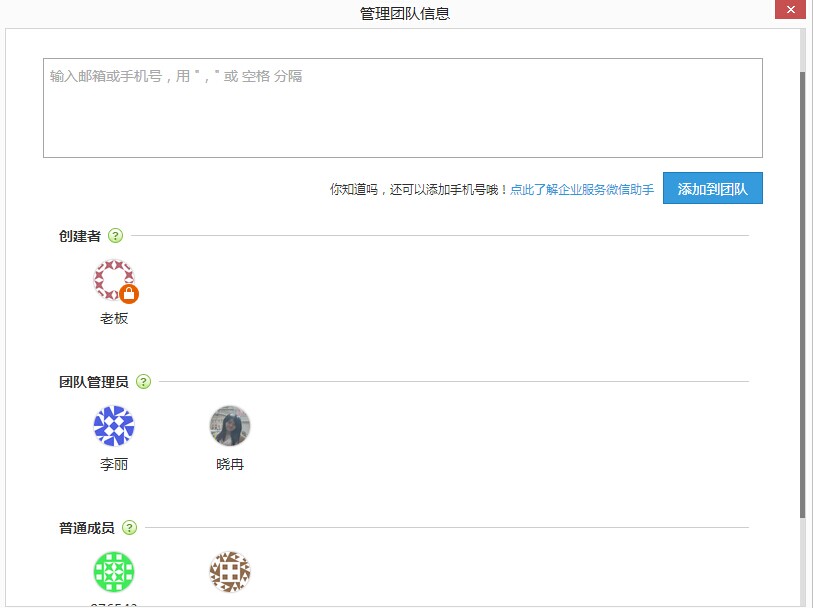 管理团队信息
输入邮箱或手机号，用 "，" 或 空格 分隔
你知道吗，还可以添加手机号哦！点此了解企业服务微信助手 添加到团队
创建者 ?
老板
团队管理员 ?
李丽 晓冉
普通成员 ?